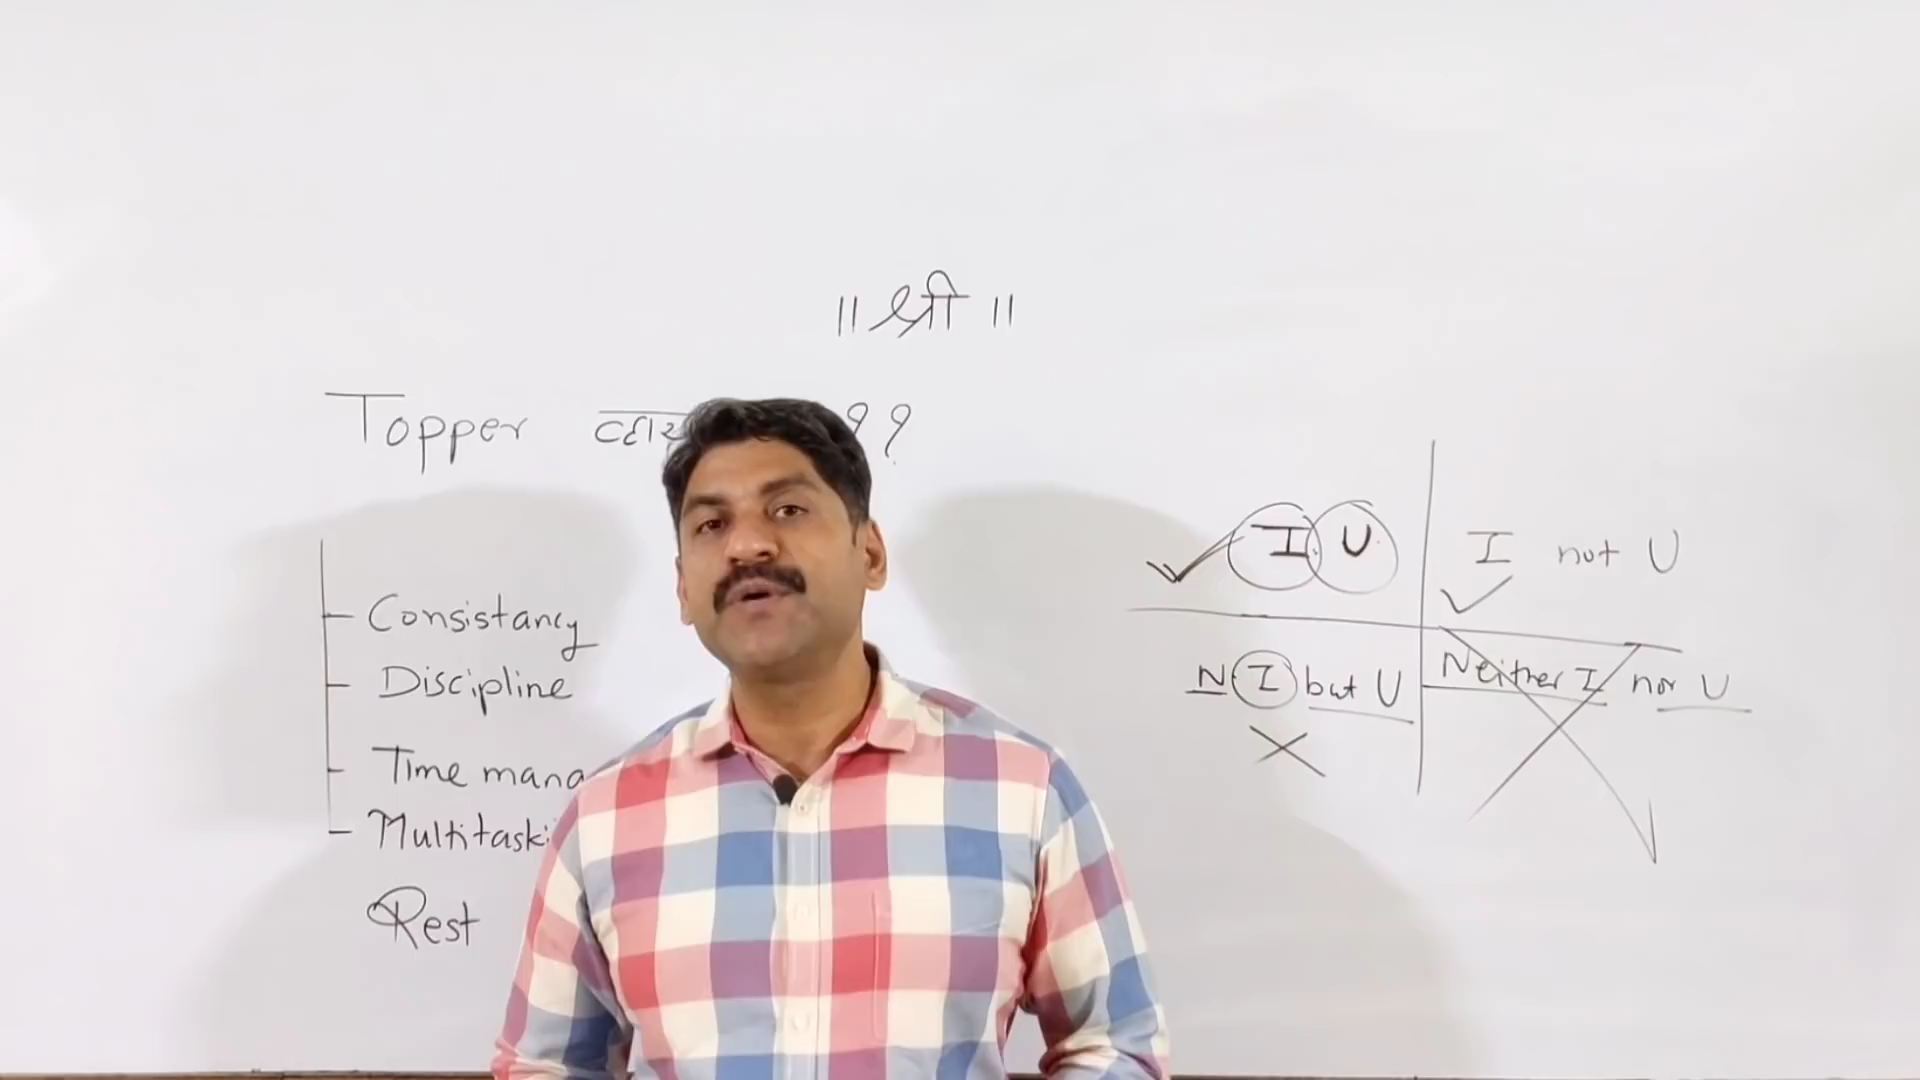 ॥ श्री ॥
Topper ??
Consistancy
Discipline
Time mana
Multitaski
Rest
I U
I not U
N I but U
Neither I nor U